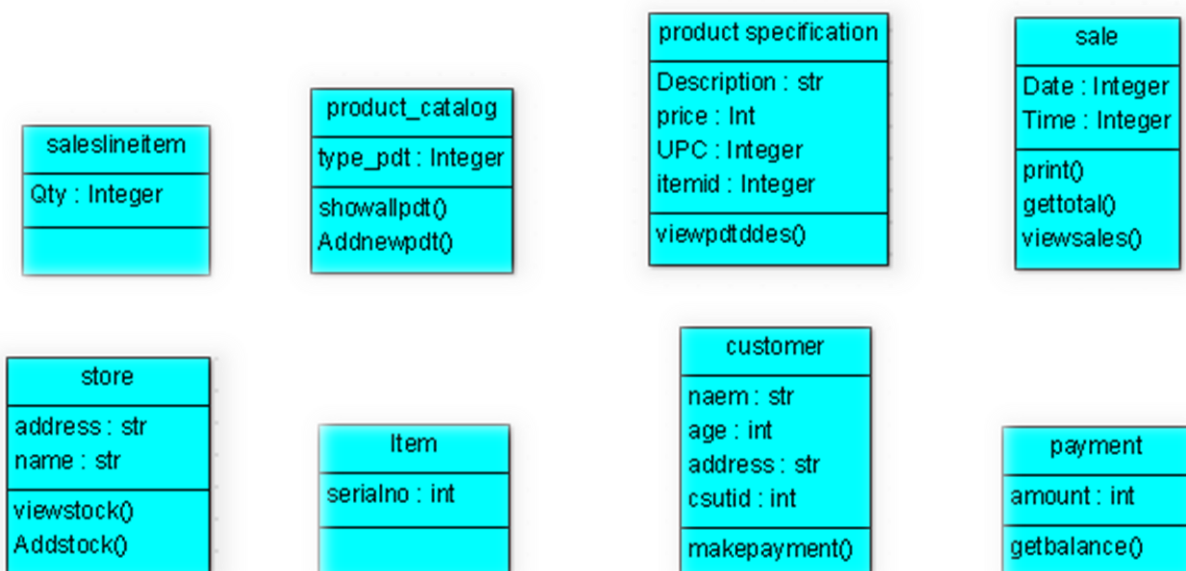 saleslineitem
Qty : Integer
product_catalog
type_pdt : Integer
showallpdt()
Addnewpdt()
product specification
Description : str
price : Int
UPC : Integer
itemid : Integer
viewpdtddes()
sale
Date : Integer
Time : Integer
print()
gettotal()
viewsales()
store
address : str
name : str
viewstock()
Addstock()
Item
serialno : int
customer
naem : str
age : int
address : str
csutid : int
makepayment()
payment
amount : int
getbalance()